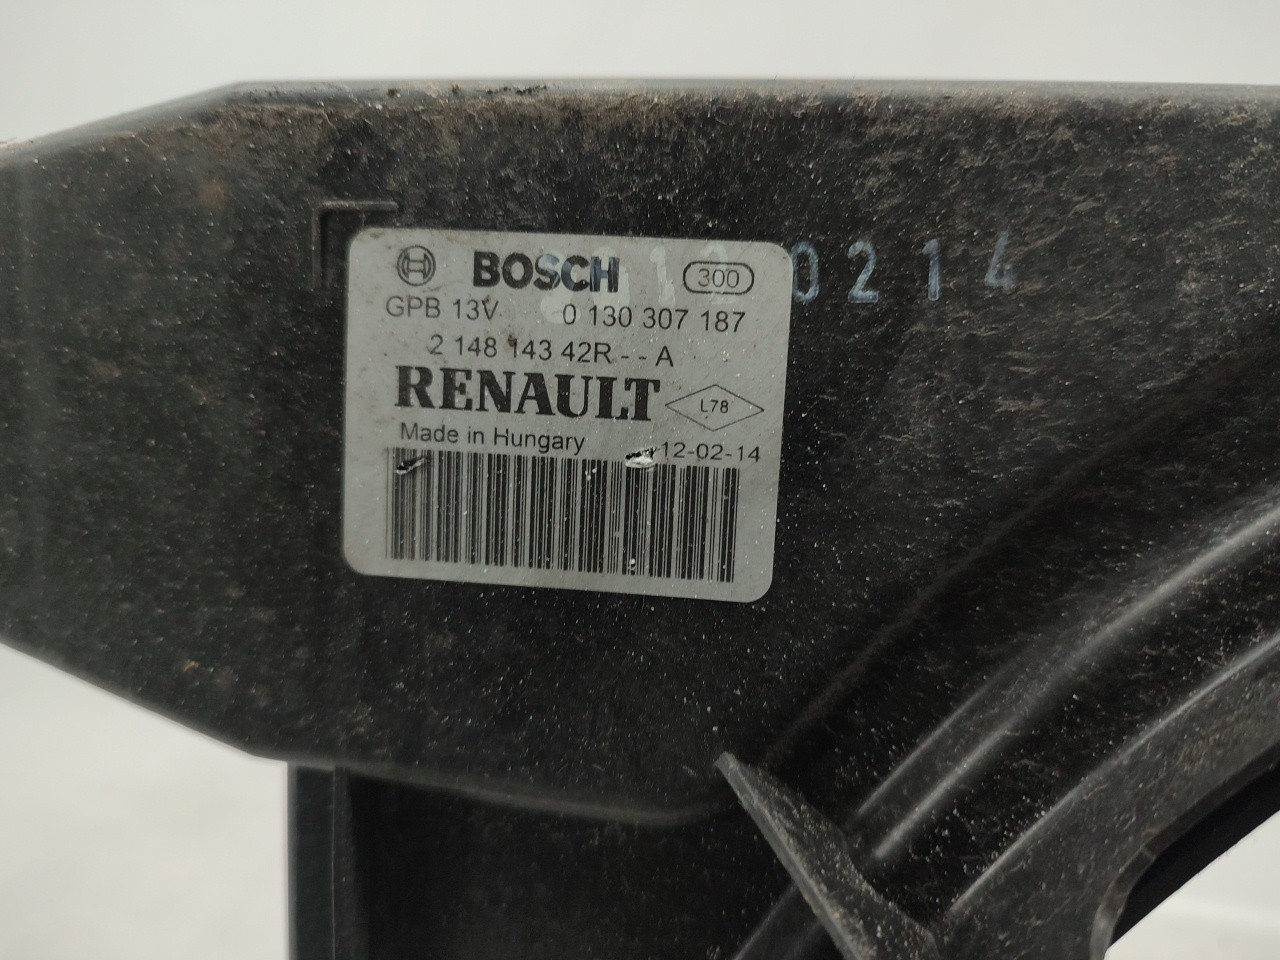 BOSCH 300
GPB 13V 0 130 307 187
2 148 143 42R - - A
RENAULT L78
Made in Hungary 12-02-14
0214